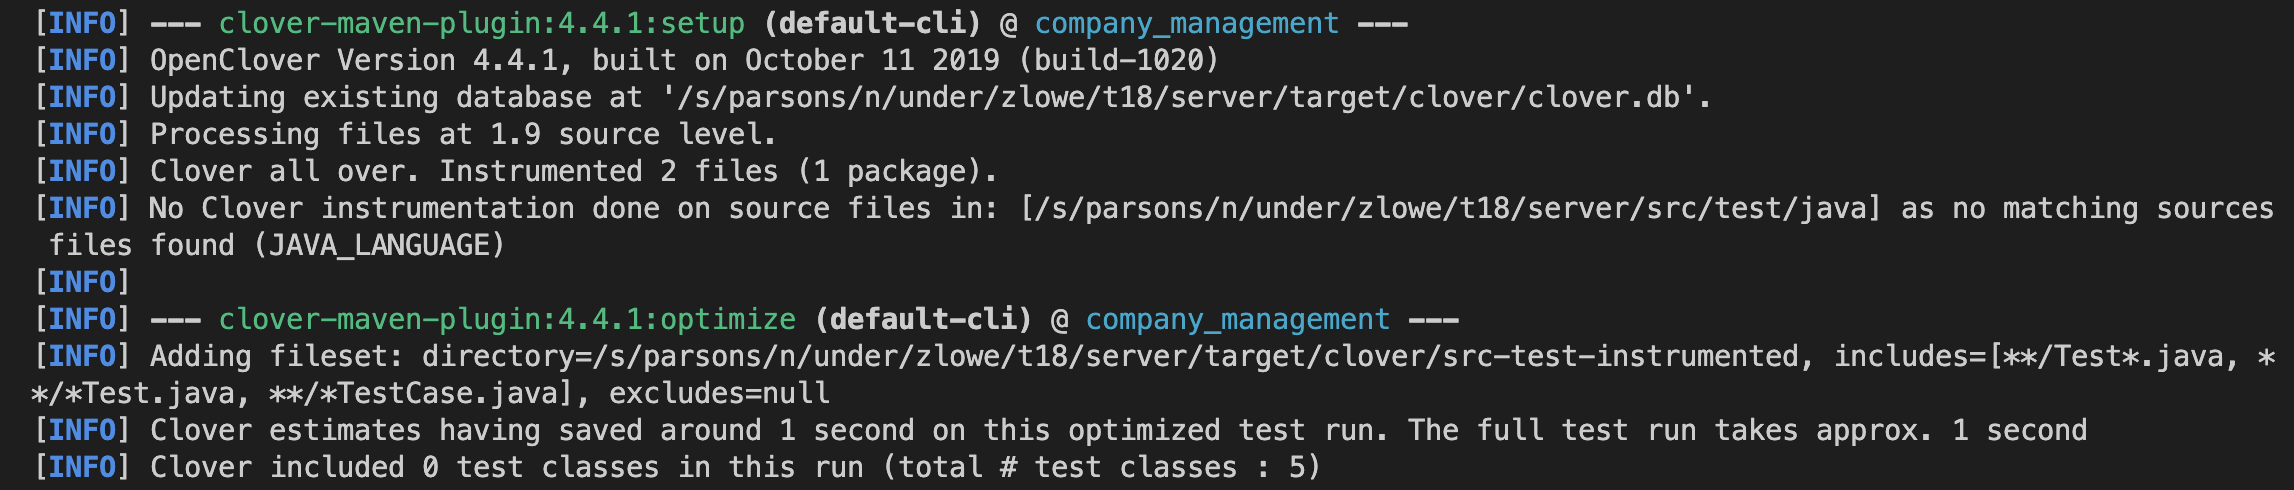 [INFO] --- clover-maven-plugin:4.4.1:setup (default-cli) @ company_management ---
[INFO] OpenClover Version 4.4.1, built on October 11 2019 (build-1020)
[INFO] Updating existing database at '/s/parsons/n/under/zlowe/t18/server/target/clover/clover.db'.
[INFO] Processing files at 1.9 source level.
[INFO] Clover all over. Instrumented 2 files (1 package).
[INFO] No Clover instrumentation done on source files in: [/s/parsons/n/under/zlowe/t18/server/src/test/java] as no matching sources
 files found (JAVA_LANGUAGE)
[INFO]
[INFO] --- clover-maven-plugin:4.4.1:optimize (default-cli) @ company_management ---
[INFO] Adding fileset: directory=/s/parsons/n/under/zlowe/t18/server/target/clover/src-test-instrumented, includes=[**/Test*.java, *
*/*Test.java, **/*TestCase.java], excludes=null
[INFO] Clover estimates having saved around 1 second on this optimized test run. The full test run takes approx. 1 second
[INFO] Clover included 0 test classes in this run (total # test classes : 5)